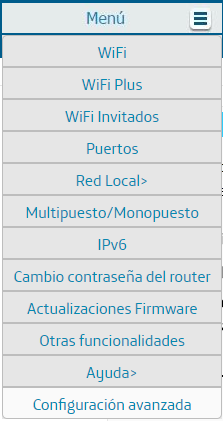 Menú
WiFi
WiFi Plus
WiFi Invitados
Puertos
Red Local>
Multipuesto/Monopuesto
IPv6
Cambio contraseña del router
Actualizaciones Firmware
Otras funcionalidades
Ayuda>
Configuración avanzada